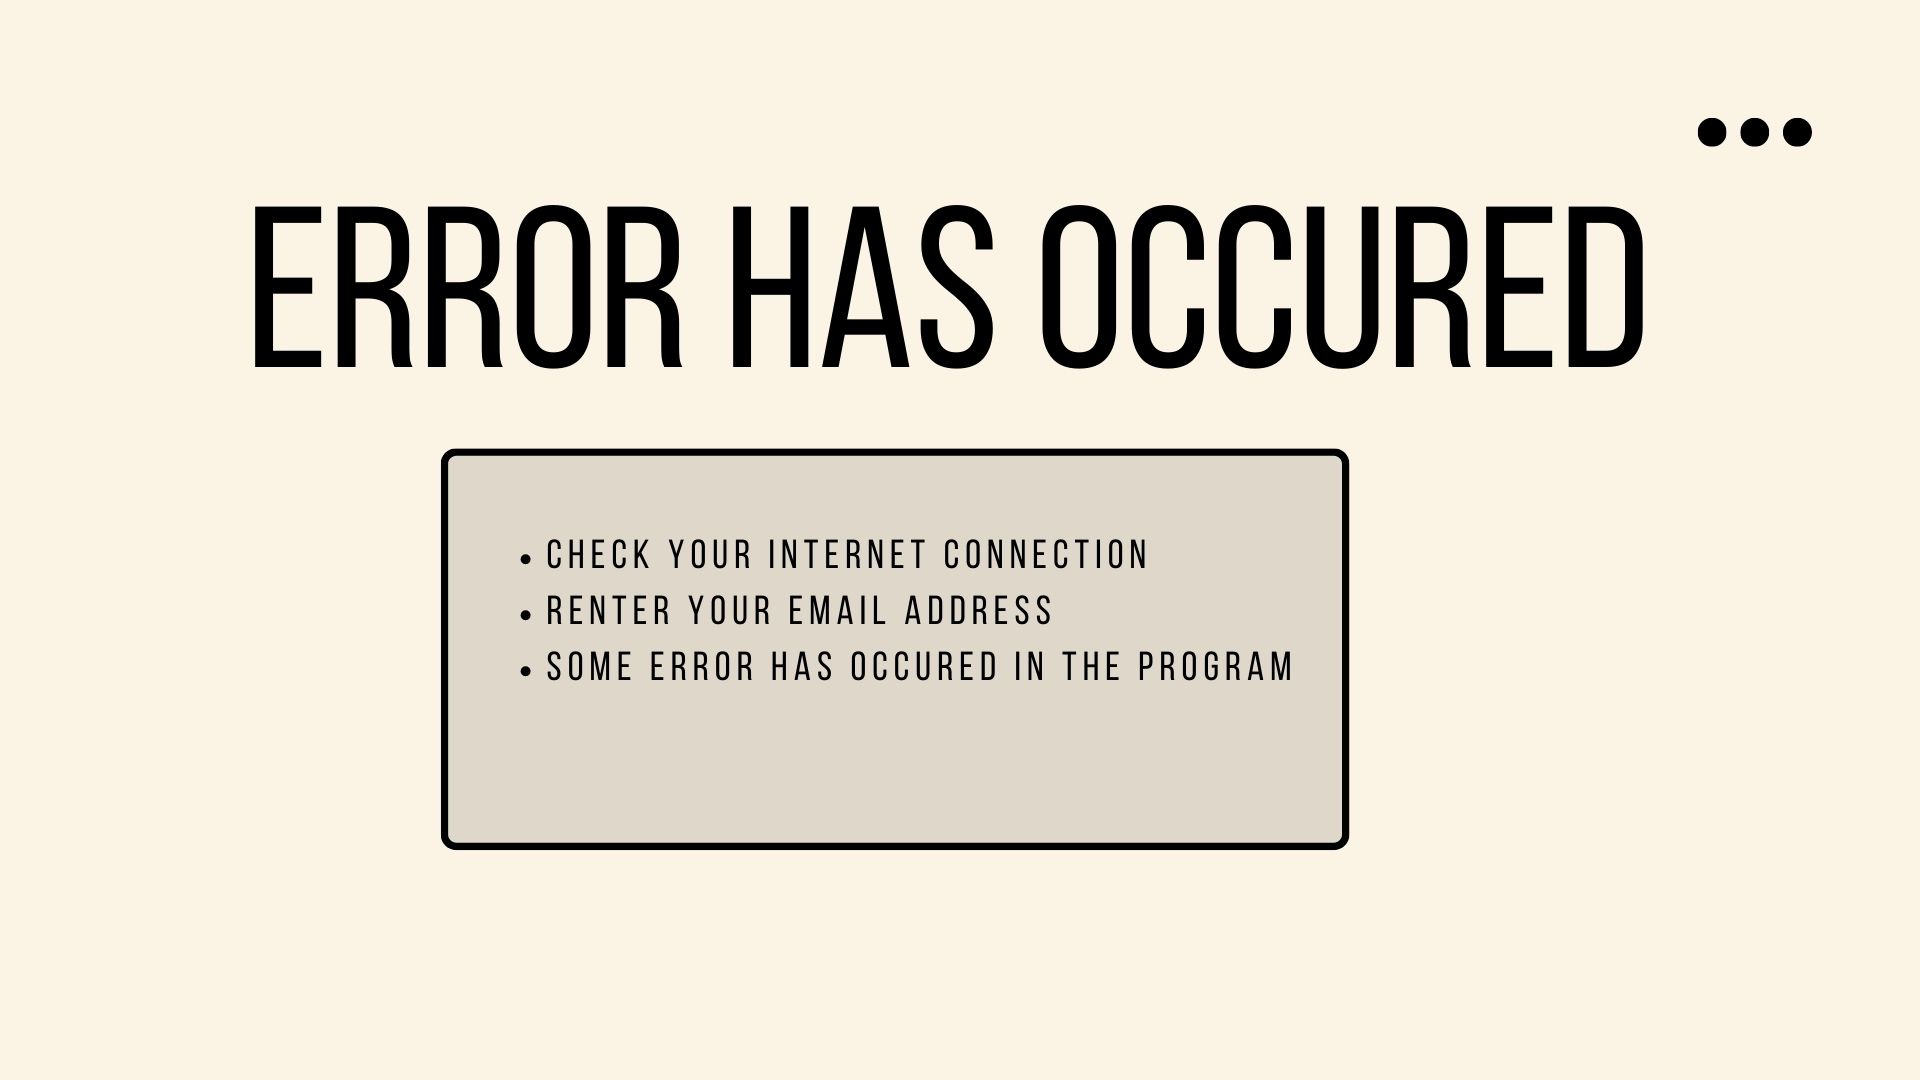 ERROR HAS OCCURED
• CHECK YOUR INTERNET CONNECTION
• RENTER YOUR EMAIL ADDRESS
• SOME ERROR HAS OCCURED IN THE PROGRAM